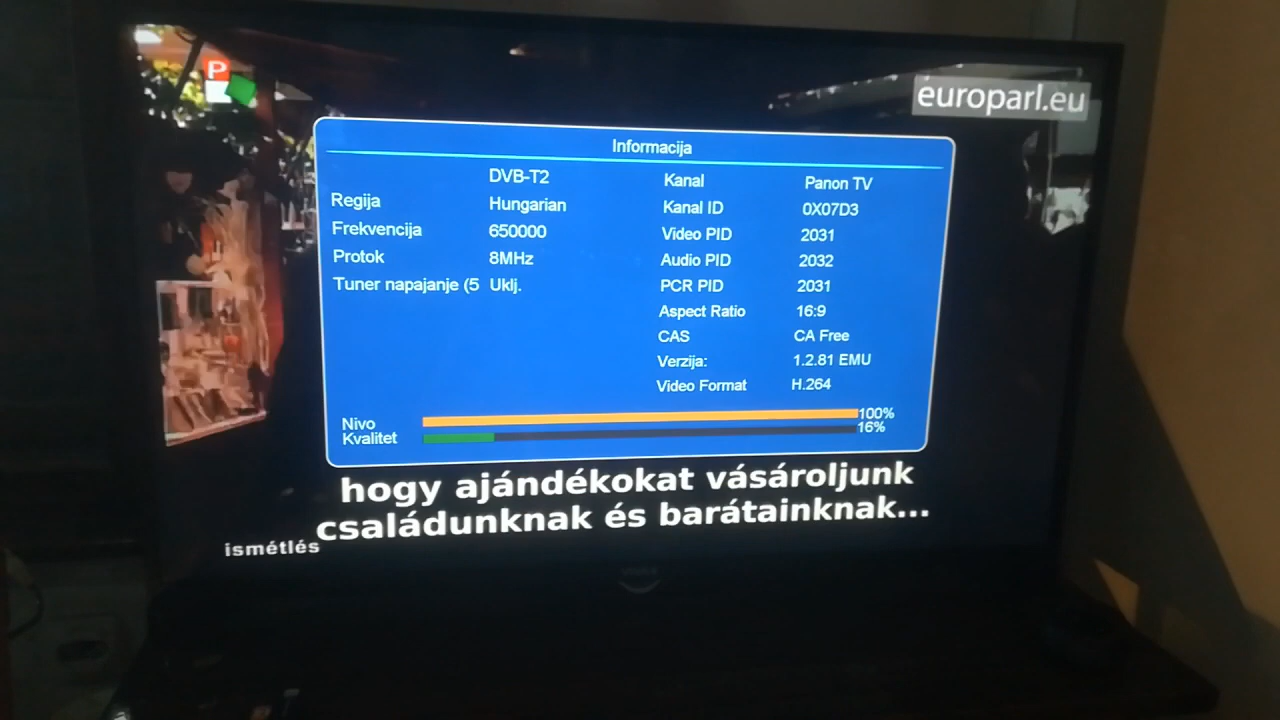 P
europarl.eu
Informacija
DVB-T2
Regija Hungarian
Frekvencija 650000
Protok 8MHz
Tuner napajanje (5 Uklj.
Kanal Panon TV
Kanal ID 0X07D3
Video PID 2031
Audio PID 2032
PCR PID 2031
Aspect Ratio 16:9
CAS CA Free
Verzija: 1.2.81 EMU
Video Format H.264
Nivo 100%
Kvalitet 16%
hogy ajándékokat vásároljunk
családunknak és barátainknak...
ismétlés